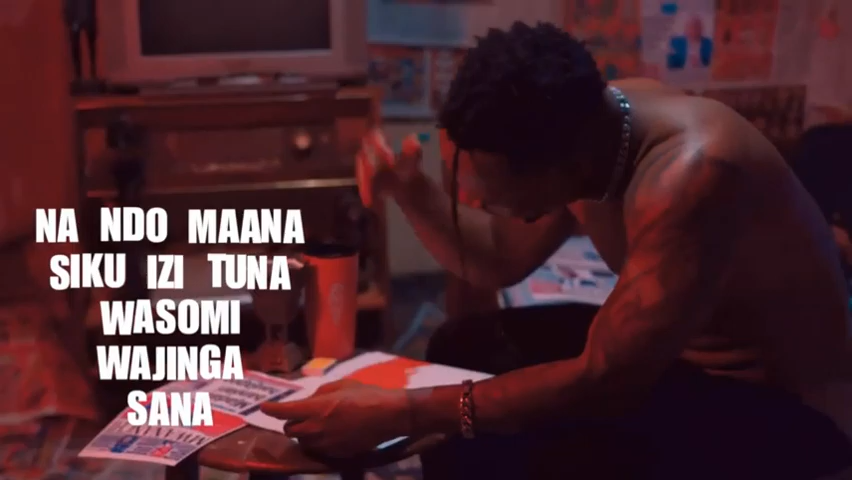 NA NDO MAANA
SIKU IZI TUNA
WASOMI
WAJINGA
SANA